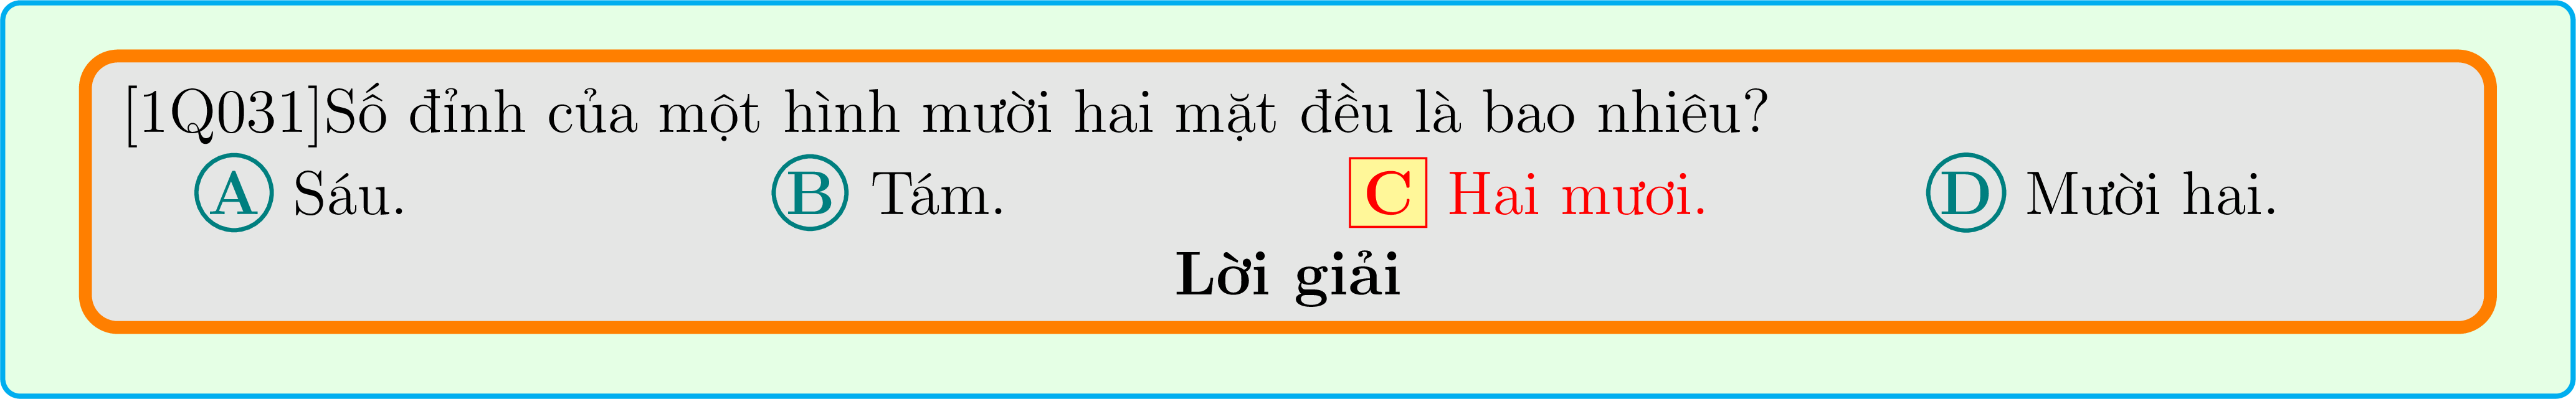 [1Q031]Số đỉnh của một hình mười hai mặt đều là bao nhiêu?
A Sáu. B Tám. C Hai mươi. D Mười hai.
Lời giải